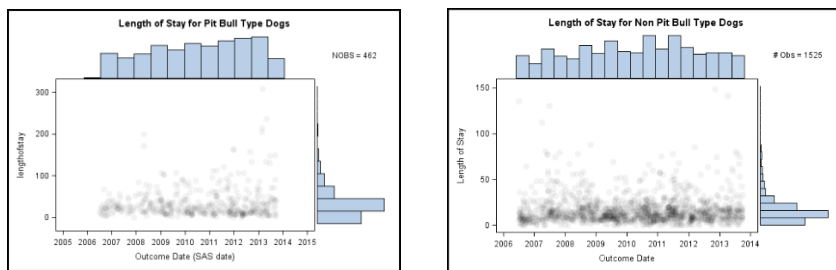 Length of Stay for Pit Bull Type Dogs
NOBS = 462
300
200
100
0
lengthofstay
2005 2006 2007 2008 2009 2010 2011 2012 2013 2014 2015
Outcome Date (SAS date)
Length of Stay for Non Pit Bull Type Dogs
# Obs = 1525
150
100
50
0
Length of Stay
2006 2007 2008 2009 2010 2011 2012 2013 2014
Outcome Date